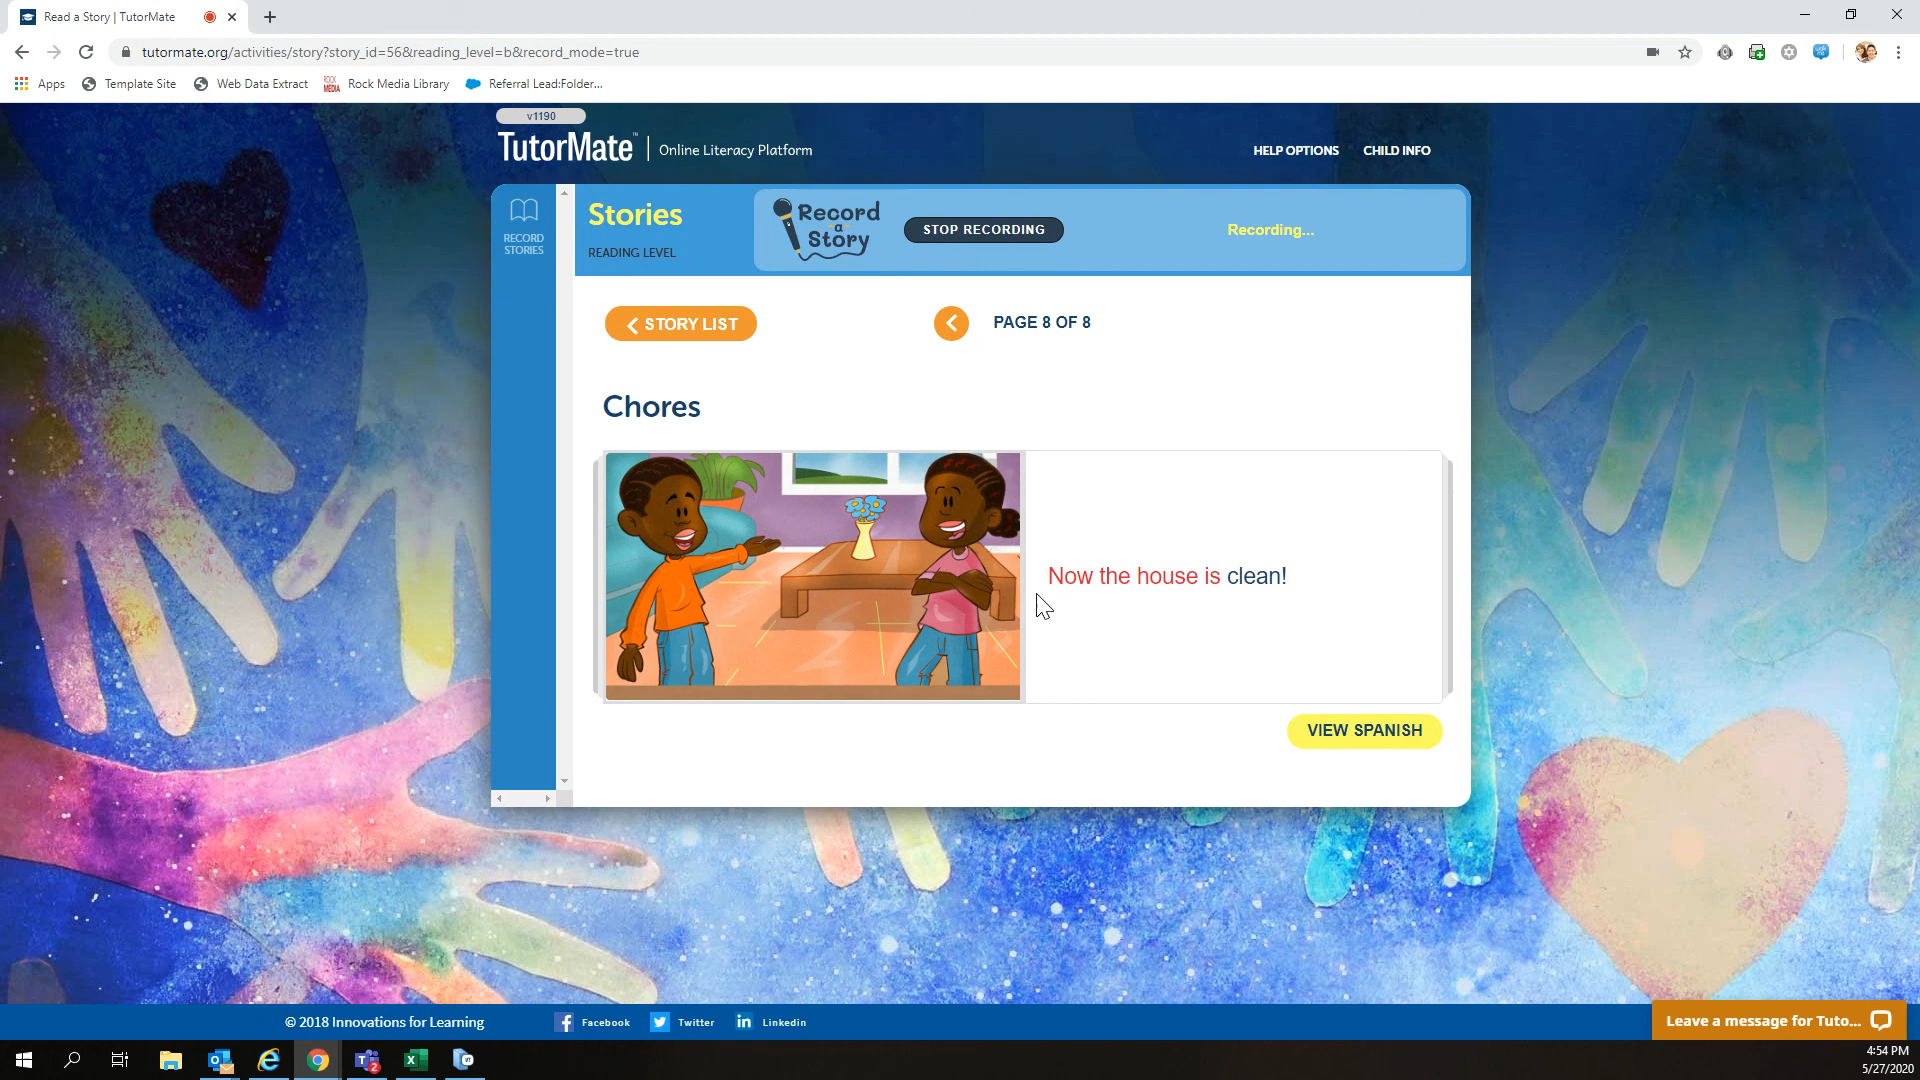 Read a Story | TutorMate
tutormate.org/activities/story?story_id=56&reading_level=b&record_mode=true
Apps
Template Site
Web Data Extract
ROCK MEDIA
Rock Media Library
Referral Lead:Folder...
v1190
TutorMate™ | Online Literacy Platform
HELP OPTIONS
CHILD INFO
RECORD
STORIES
Stories
READING LEVEL
Record
a
Story
STOP RECORDING
Recording...
STORY LIST
PAGE 8 OF 8
Chores
Now the house is clean!
VIEW SPANISH
© 2018 Innovations for Learning
Facebook
Twitter
Linkedin
Leave a message for Tuto...
4:54 PM
5/27/2020